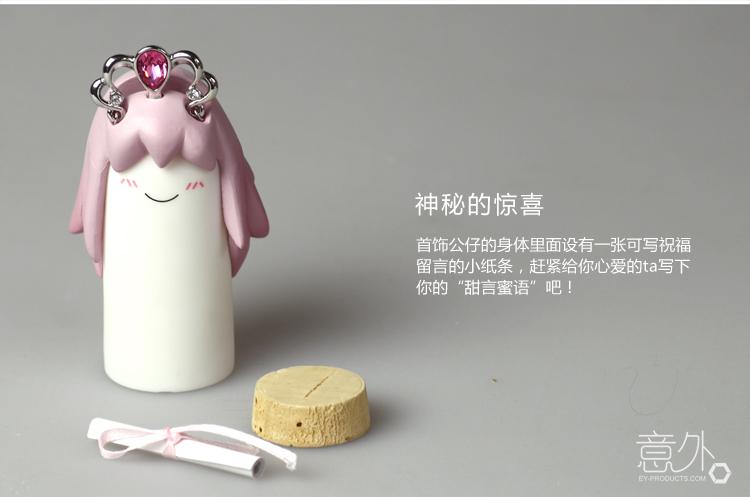 神秘的惊喜
首饰公仔的身体里面设有一张可写祝福
留言的小纸条，赶紧给你心爱的ta写下
你的“甜言蜜语”吧！
意外
EY-PRODUCTS.COM